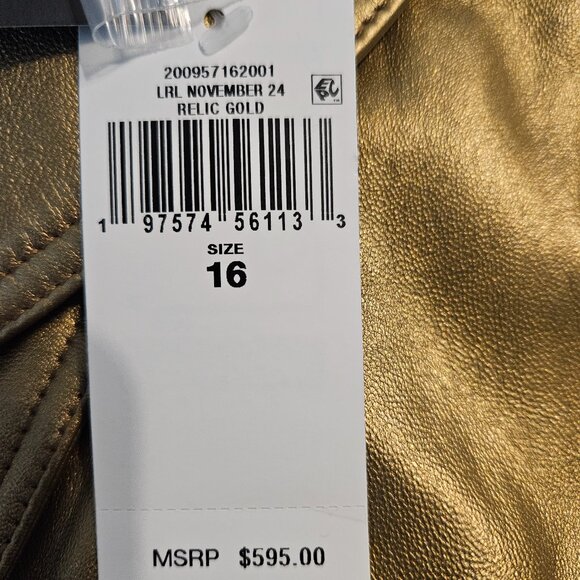 200957162001
LRL NOVEMBER 24
RELIC GOLD
1 97574 56113 3
SIZE
16
MSRP $595.00